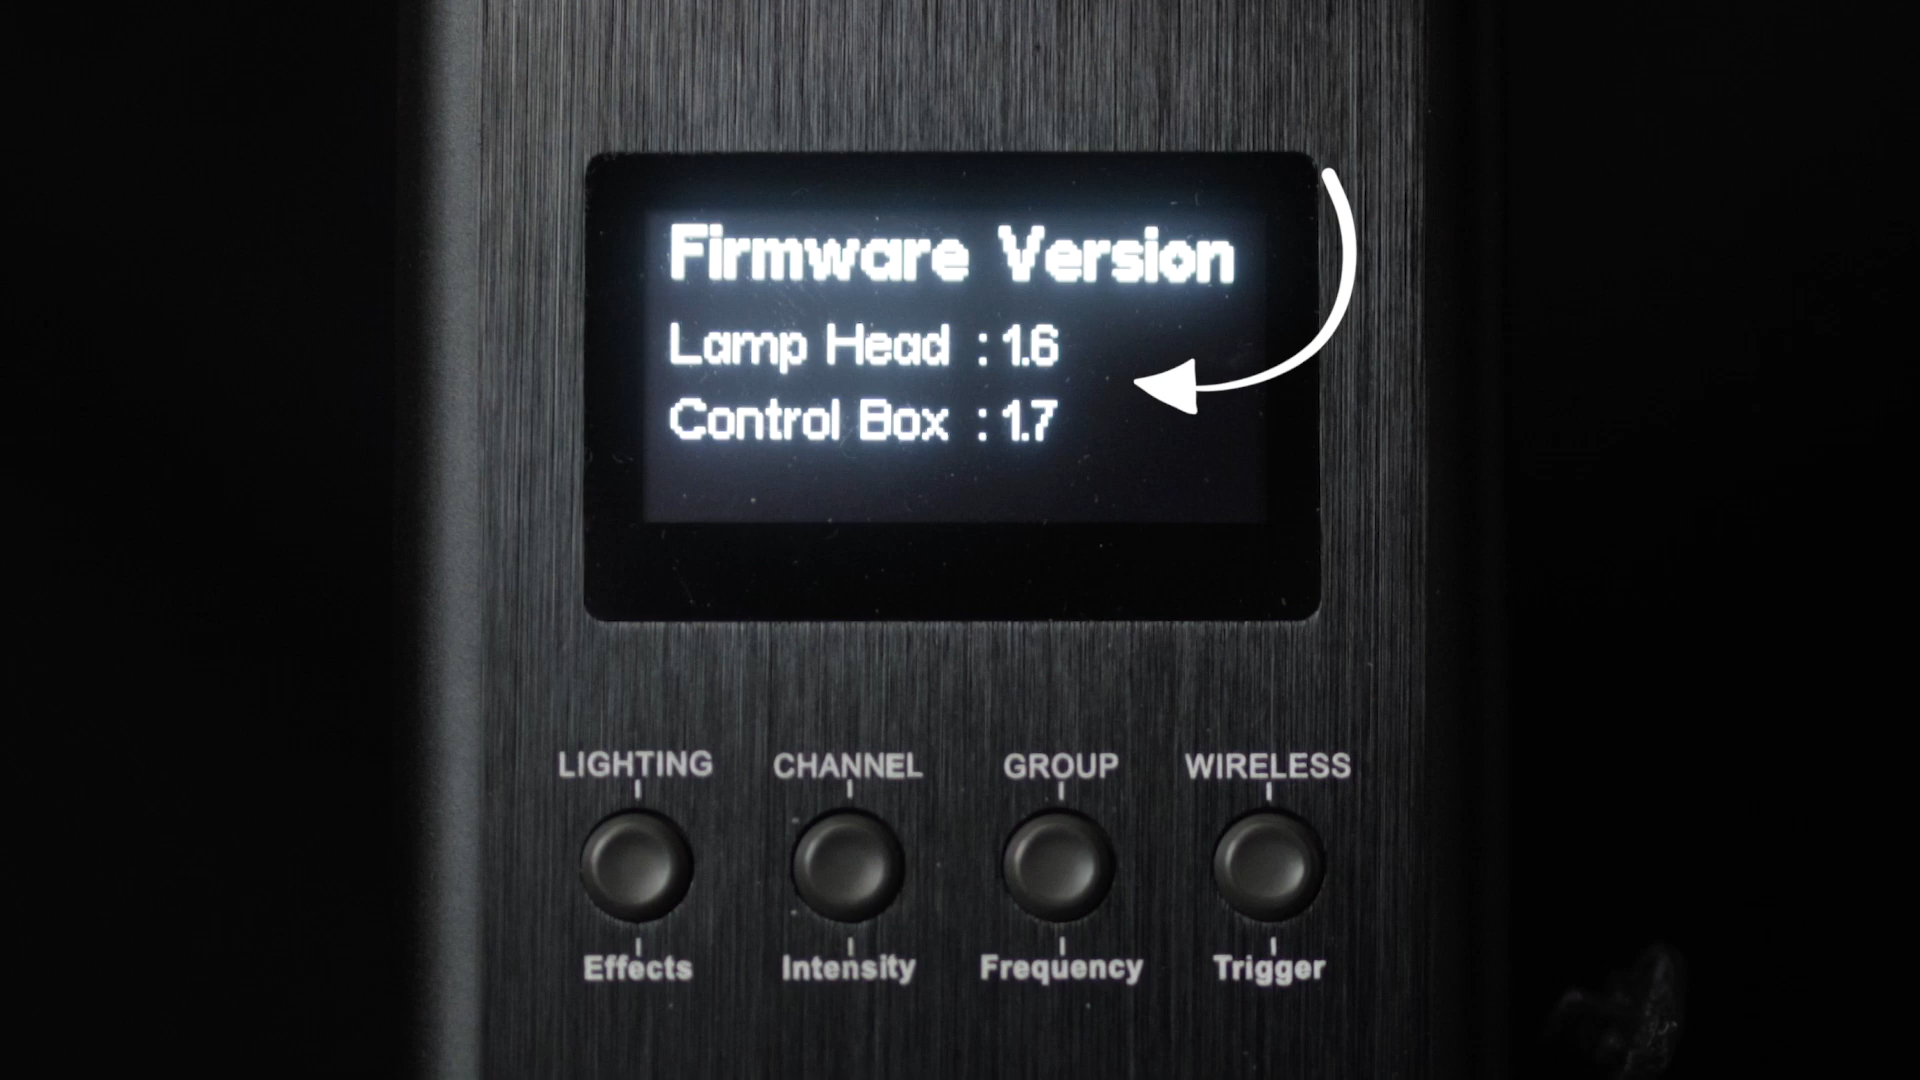 Firmware Version
Lamp Head : 1.6
Control Box : 1.7
LIGHTING CHANNEL GROUP WIRELESS
Effects Intensity Frequency Trigger